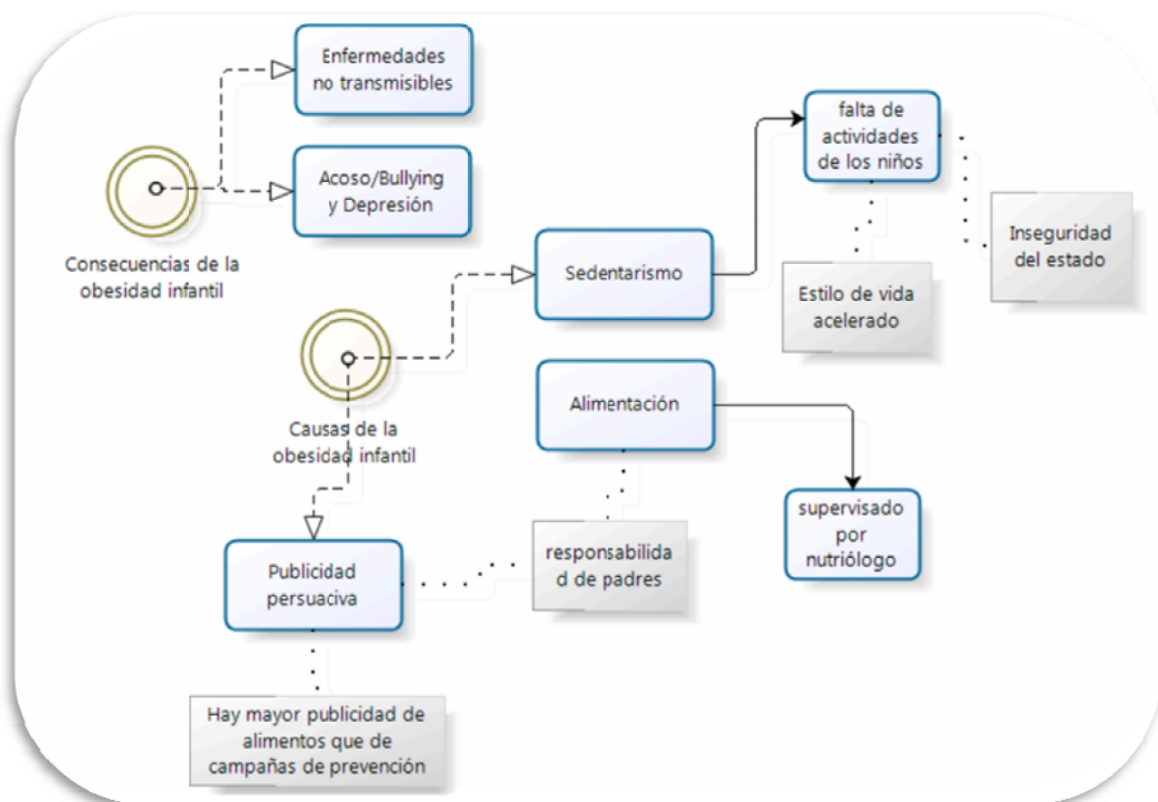 Enfermedades
no transmisibles
Acoso/Bullying
y Depresión
Consecuencias de la
obesidad infantil
falta de
actividades
de los niños
Inseguridad
del estado
Sedentarismo
Estilo de vida
acelerado
Causas de la
obesidad infantil
Alimentación
supervisado
por
nutriólogo
Publicidad
persuaciva
responsabilida
d de padres
Hay mayor publicidad de
alimentos que de
campañas de prevención